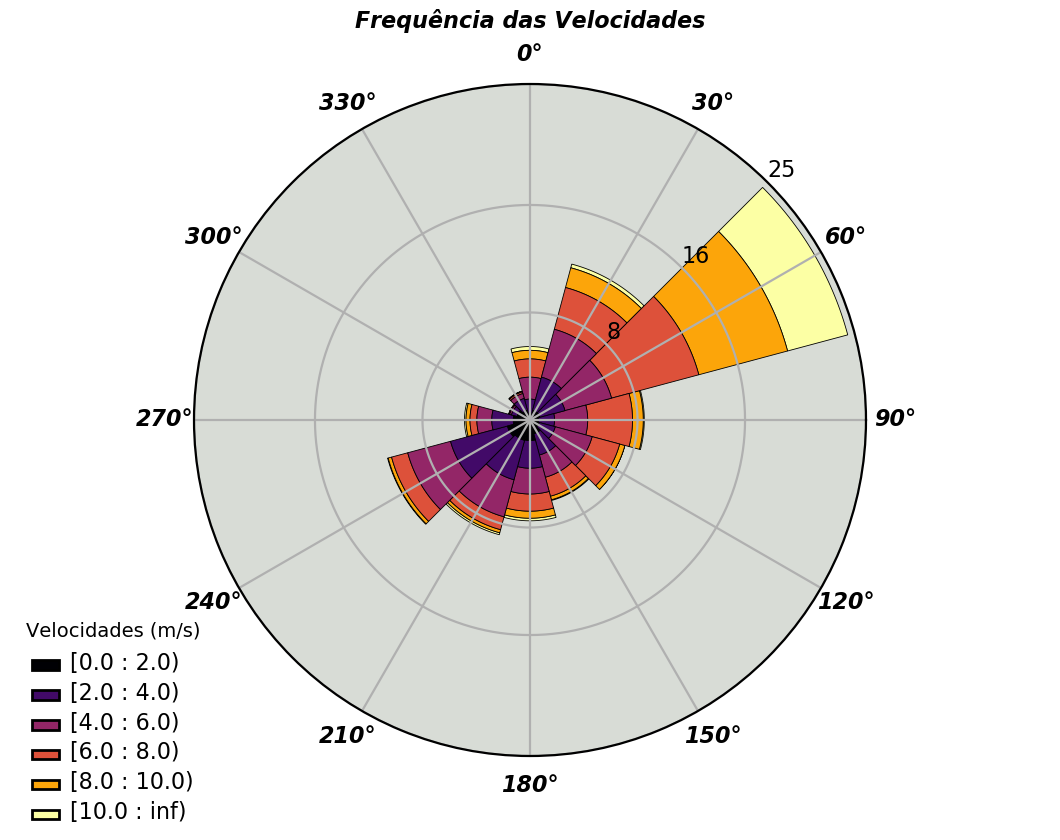 Frequência das Velocidades
0°
330°
30°
25
300°
60°
16
8
270°
90°
240°
120°
210°
150°
180°
Velocidades (m/s)
[0.0 : 2.0)
[2.0 : 4.0)
[4.0 : 6.0)
[6.0 : 8.0)
[8.0 : 10.0)
[10.0 : inf)